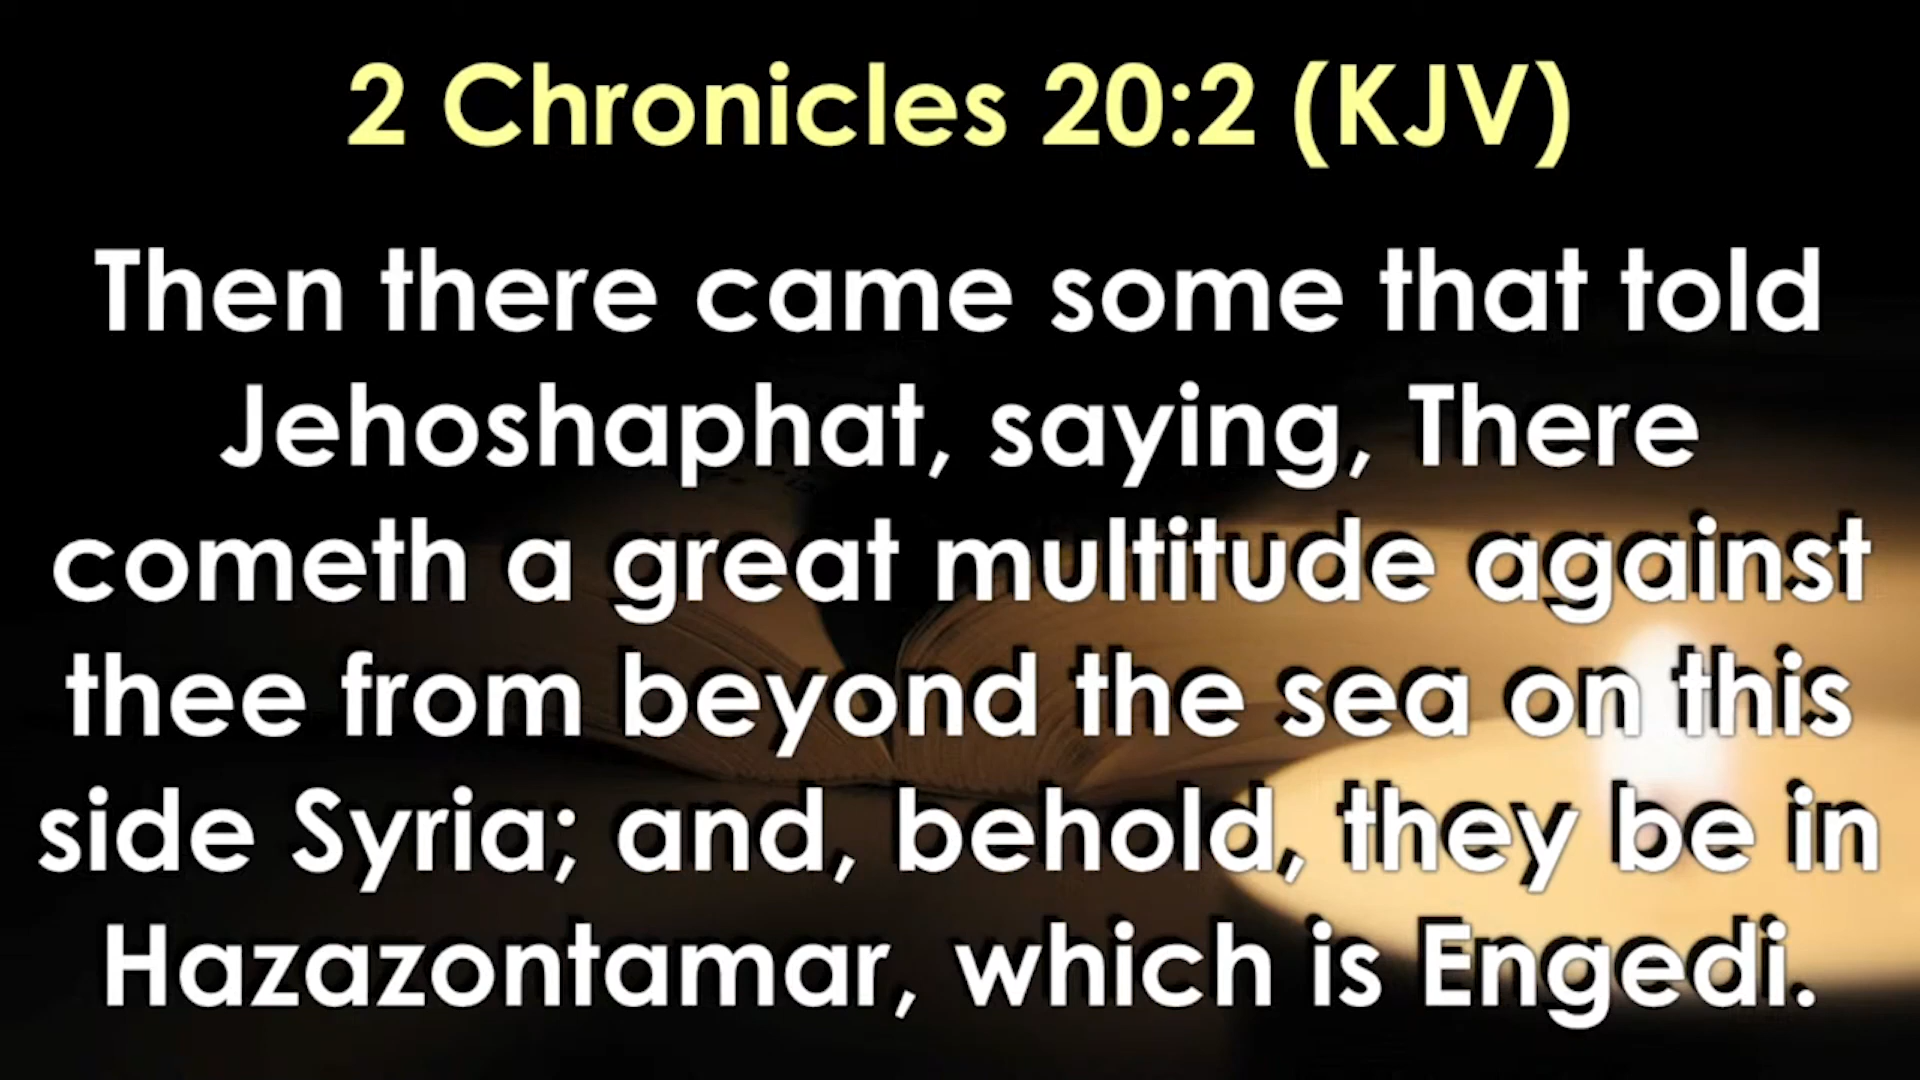 2 Chronicles 20:2 (KJV)
Then there came some that told
Jehoshaphat, saying, There
cometh a great multitude against
thee from beyond the sea on this
side Syria; and, behold, they be in
Hazazontamar, which is Engedi.